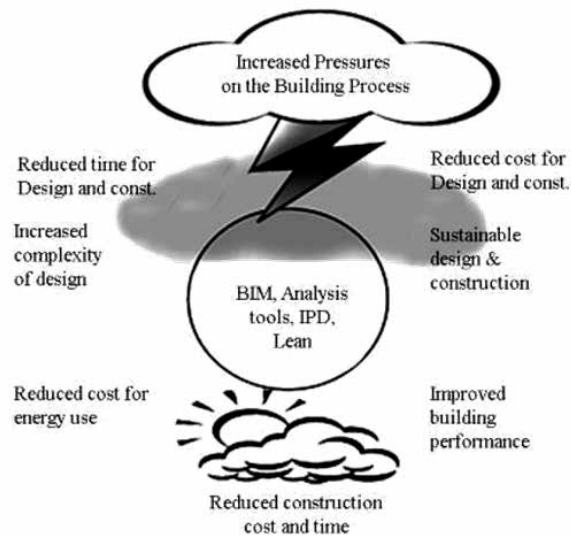 Increased Pressures
on the Building Process
Reduced time for
Design and const.
Reduced cost for
Design and const.
Increased
complexity
of design
Sustainable
design &
construction
BIM, Analysis
tools, IPD,
Lean
Reduced cost for
energy use
Improved
building
performance
Reduced construction
cost and time